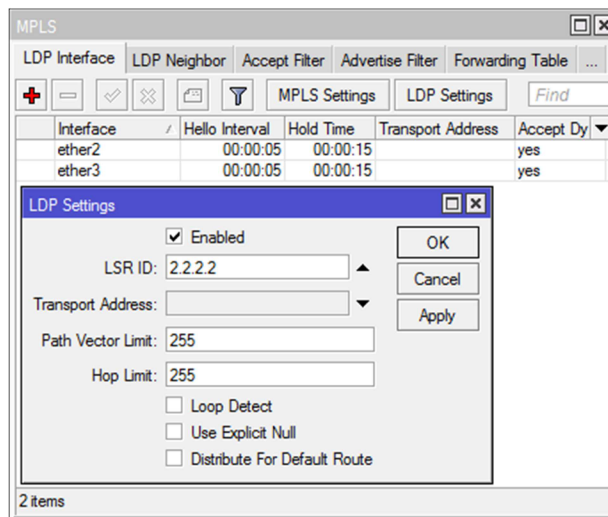 MPLS
LDP Interface LDP Neighbor Accept Filter Advertise Filter Forwarding Table ...
MPLS Settings LDP Settings Find
Interface Hello Interval Hold Time Transport Address Accept Dy
ether2 00:00:05 00:00:15 yes
ether3 00:00:05 00:00:15 yes
LDP Settings
Enabled OK
LSR ID: 2.2.2.2
Cancel
Transport Address:
Apply
Path Vector Limit: 255
Hop Limit: 255
Loop Detect
Use Explicit Null
Distribute For Default Route
2 items